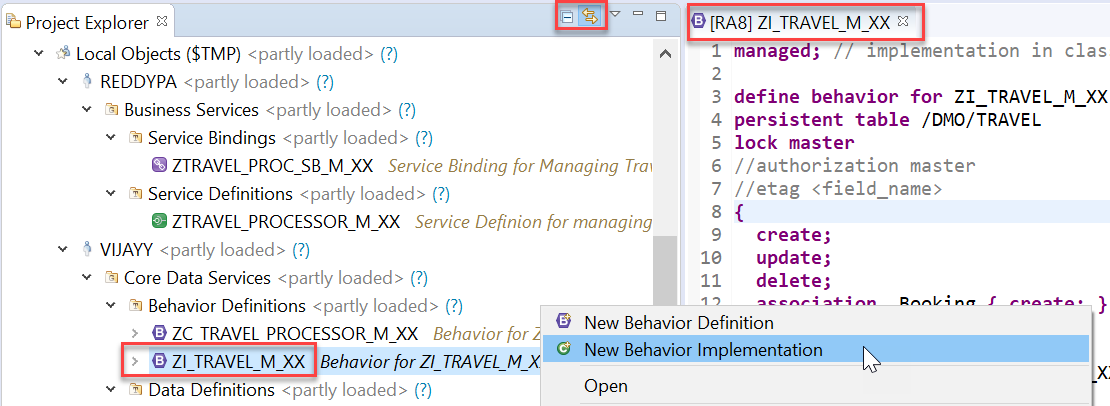 Project Explorer
Local Objects ($TMP) <partly loaded> (?)
REDDYPA <partly loaded> (?)
Business Services <partly loaded> (?)
Service Bindings <partly loaded> (?)
ZTRAVEL_PROC_SB_M_XX Service Binding for Managing Trav
Service Definitions <partly loaded> (?)
ZTRAVEL_PROCESSOR_M_XX Service Definion for managing
VIJAYY <partly loaded> (?)
Core Data Services <partly loaded> (?)
Behavior Definitions <partly loaded> (?)
ZC_TRAVEL_PROCESSOR_M_XX Behavior for Z
ZI_TRAVEL_M_XX Behavior for ZI_TRAVEL_M_X
Data Definitions <partly loaded> (?)
[RA8] ZI_TRAVEL_M_XX
1 managed; // implementation in clas
2
3 define behavior for ZI_TRAVEL_M_XX
4 persistent table /DMO/TRAVEL
5 lock master
6 //authorization master
7 //etag <field_name>
8 {
9 create;
10 update;
11 delete;
12 association _Booking { create; }
New Behavior Definition
New Behavior Implementation
Open